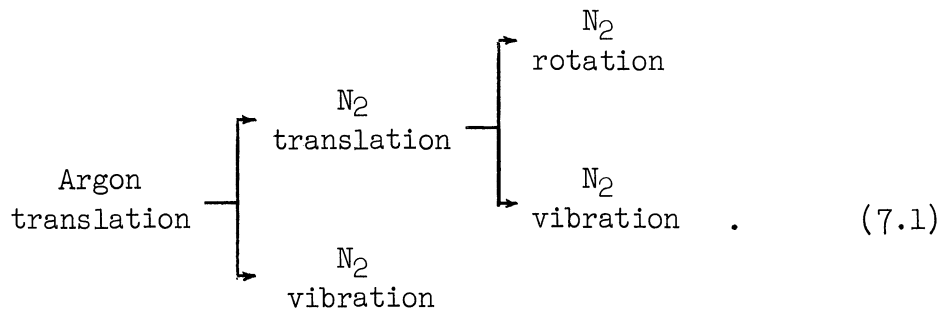 N2
rotation
N2
translation
Argon
translation
N2
vibration
. (7.1)
N2
vibration